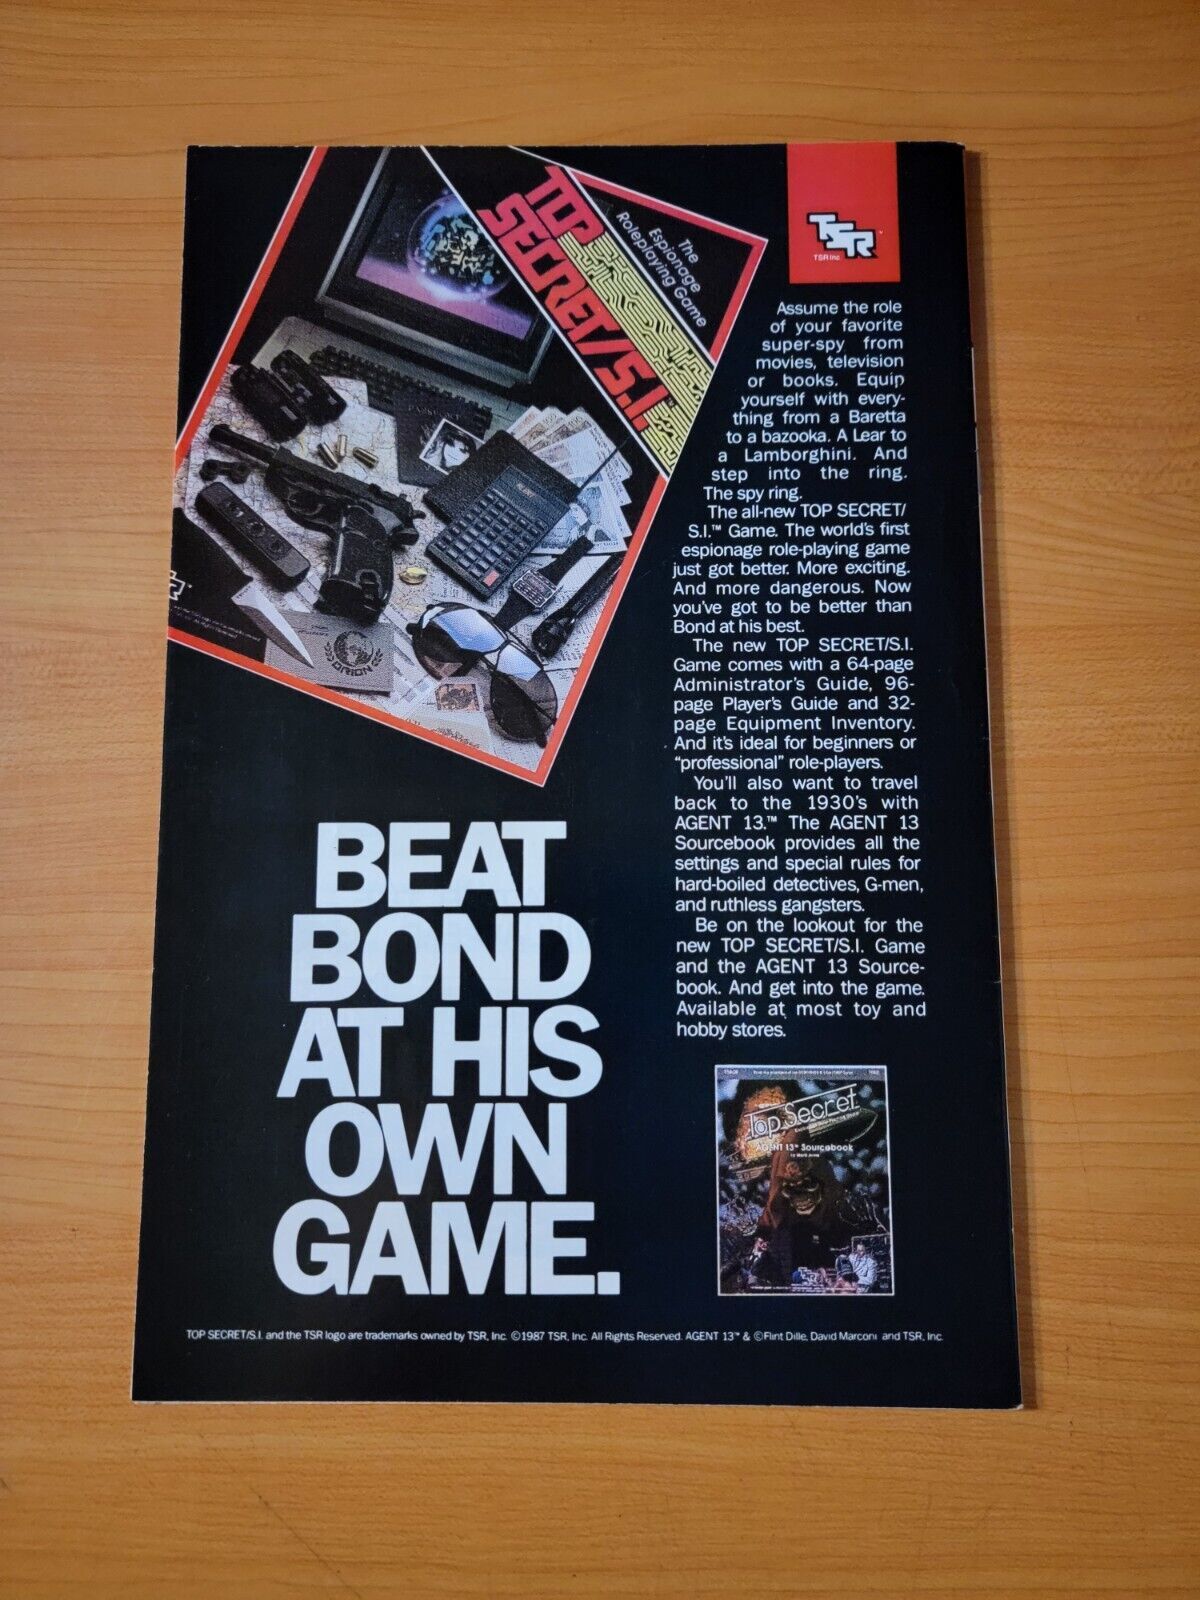 TOP
SECRET/S.I.™
The
Espionage
Roleplaying Game
PASSPORT
ORION
TSR™
TSR Inc
Assume the role
of your favorite
super-spy from
movies, television
or books. Equip
yourself with every-
thing from a Baretta
to a bazooka. A Lear to
a Lamborghini. And
step into the ring.
The spy ring.
The all-new TOP SECRET/
S.I.™ Game. The world's first
espionage role-playing game
just got better. More exciting.
And more dangerous. Now
you've got to be better than
Bond at his best.
The new TOP SECRET/S.I.
Game comes with a 64-page
Administrator's Guide, 96-
page Player's Guide and 32-
page Equipment Inventory.
And it's ideal for beginners or
"professional" role-players.
You'll also want to travel
back to the 1930's with
AGENT 13.™ The AGENT 13
Sourcebook provides all the
settings and special rules for
hard-boiled detectives, G-men,
and ruthless gangsters.
Be on the lookout for the
new TOP SECRET/S.I. Game
and the AGENT 13 Source-
book. And get into the game.
Available at most toy and
hobby stores.
BEAT
BOND
AT HIS
OWN
GAME.
Top Secret
AGENT 13™ Sourcebook
TSR
TOP SECRET/S.I. and the TSR logo are trademarks owned by TSR, Inc. ©1987 TSR, Inc. All Rights Reserved. AGENT 13™ & ©Flint Dille, David Marconi and TSR, Inc.